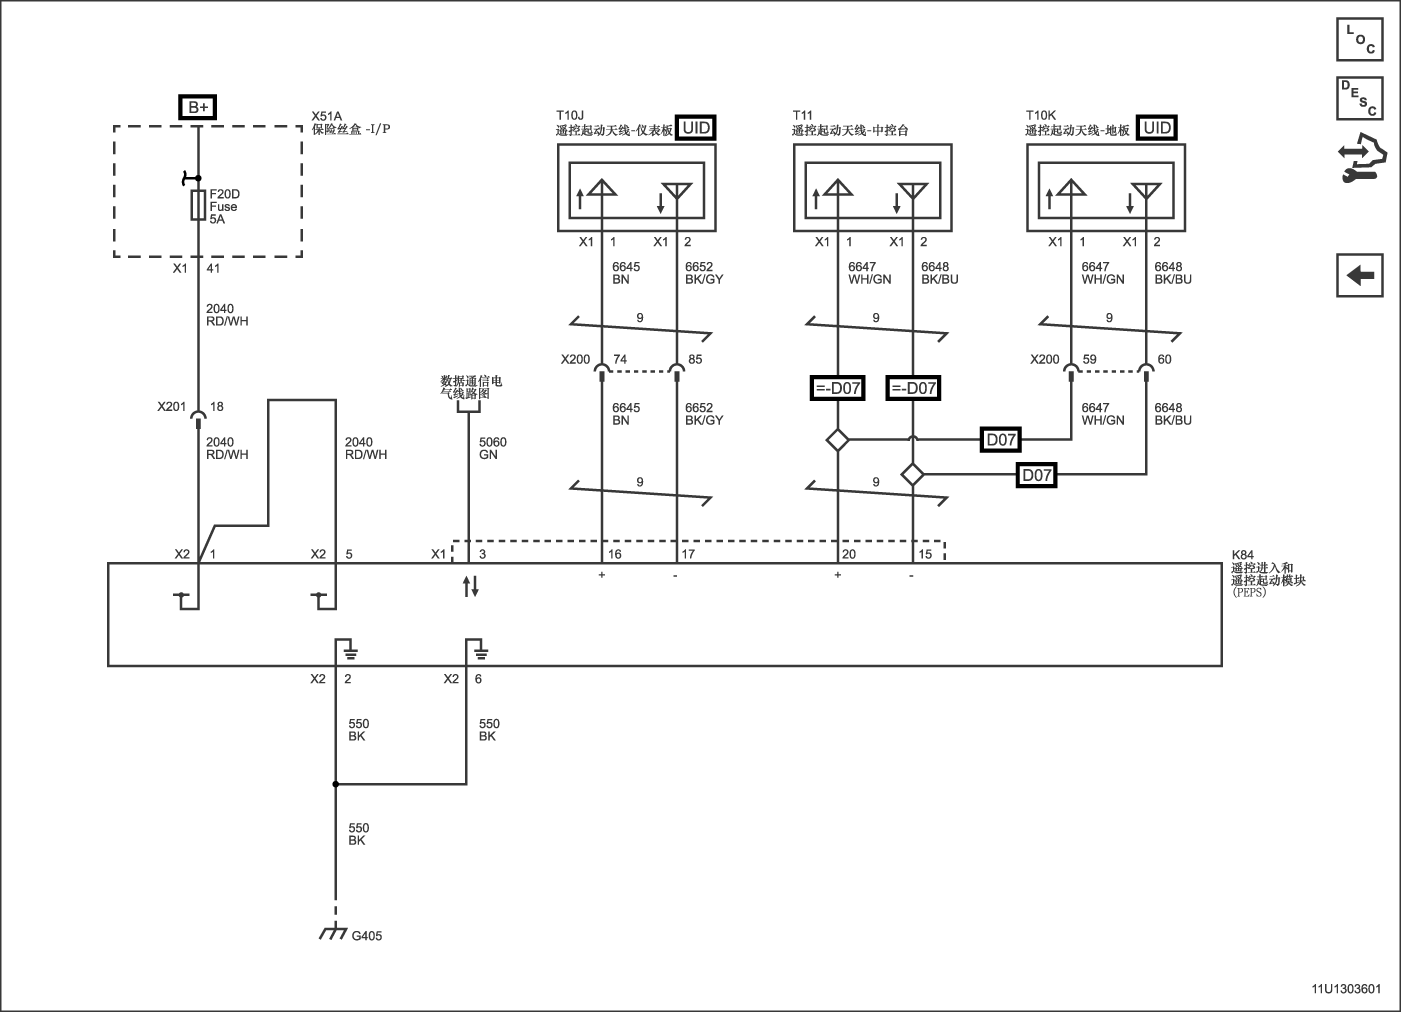 L
O
C
D
E
S
C
B+
X51A
保险丝盒 -I/P
F20D
Fuse
5A
X1 41
2040
RD/WH
X201 18
2040
RD/WH
2040
RD/WH
数据通信电
气线路图
5060
GN
T10J
遥控起动天线-仪表板
UID
X1 1
X1 2
6645
BN
6652
BK/GY
9
X200 74
85
6645
BN
6652
BK/GY
9
T11
遥控起动天线-中控台
X1 1
X1 2
6647
WH/GN
6648
BK/BU
9
=-D07
=-D07
9
T10K
遥控起动天线-地板
UID
X1 1
X1 2
6647
WH/GN
6648
BK/BU
9
X200 59
60
6647
WH/GN
6648
BK/BU
D07
D07
X2 1
X2 5
X1 3
16
17
20
15
+
-
+
-
K84
遥控进入和
遥控起动模块
(PEPS)
X2 2
X2 6
550
BK
550
BK
550
BK
G405
11U1303601